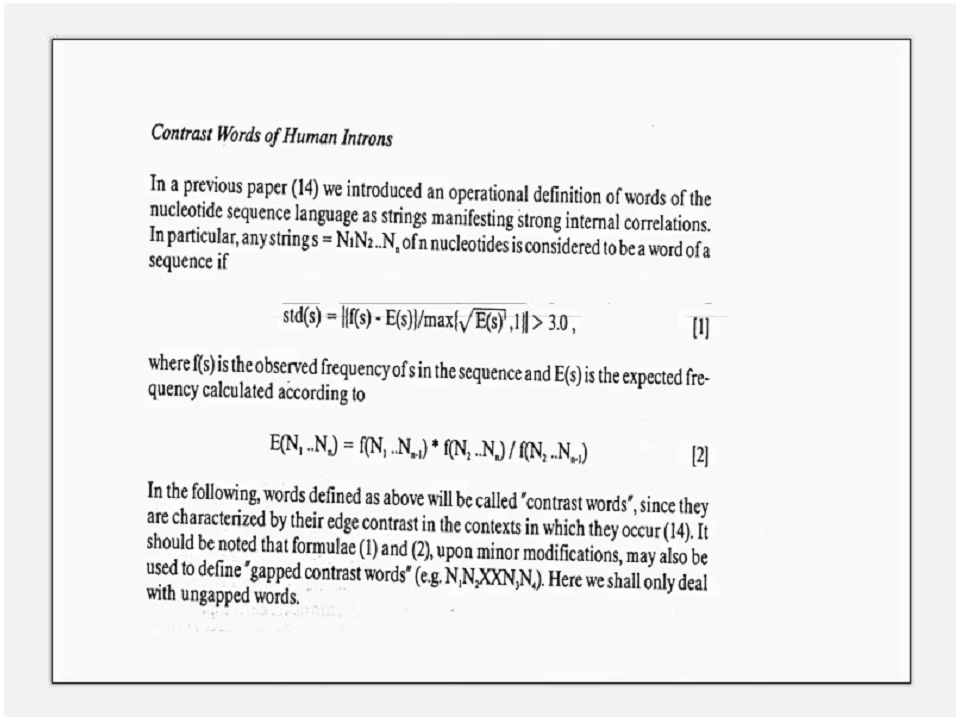 Contrast Words of Human Introns
In a previous paper (14) we introduced an operational definition of words of the
nucleotide sequence language as strings manifesting strong internal correlations.
In particular, any string s = N₁N₂..Nₙ of n nucleotides is considered to be a word of a
sequence if
std(s) = |{f(s) - E(s)}/max{√E(s) ,1}| > 3.0 , [1]
where f(s) is the observed frequency of s in the sequence and E(s) is the expected fre-
quency calculated according to
E(N₁ ..Nₙ) = f(N₁ ..Nₙ₋₁) * f(N₂ ..Nₙ) / f(N₂ ..Nₙ₋₁) [2]
In the following, words defined as above will be called "contrast words", since they
are characterized by their edge contrast in the contexts in which they occur (14). It
should be noted that formulae (1) and (2), upon minor modifications, may also be
used to define "gapped contrast words" (e.g. N₁N₂XXN₃N₄). Here we shall only deal
with ungapped words.